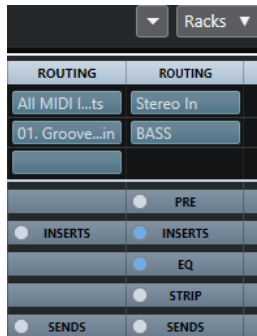 Racks
ROUTING ROUTING
All MIDI I...ts Stereo In
01. Groove...in BASS
PRE
INSERTS INSERTS
EQ
STRIP
SENDS SENDS